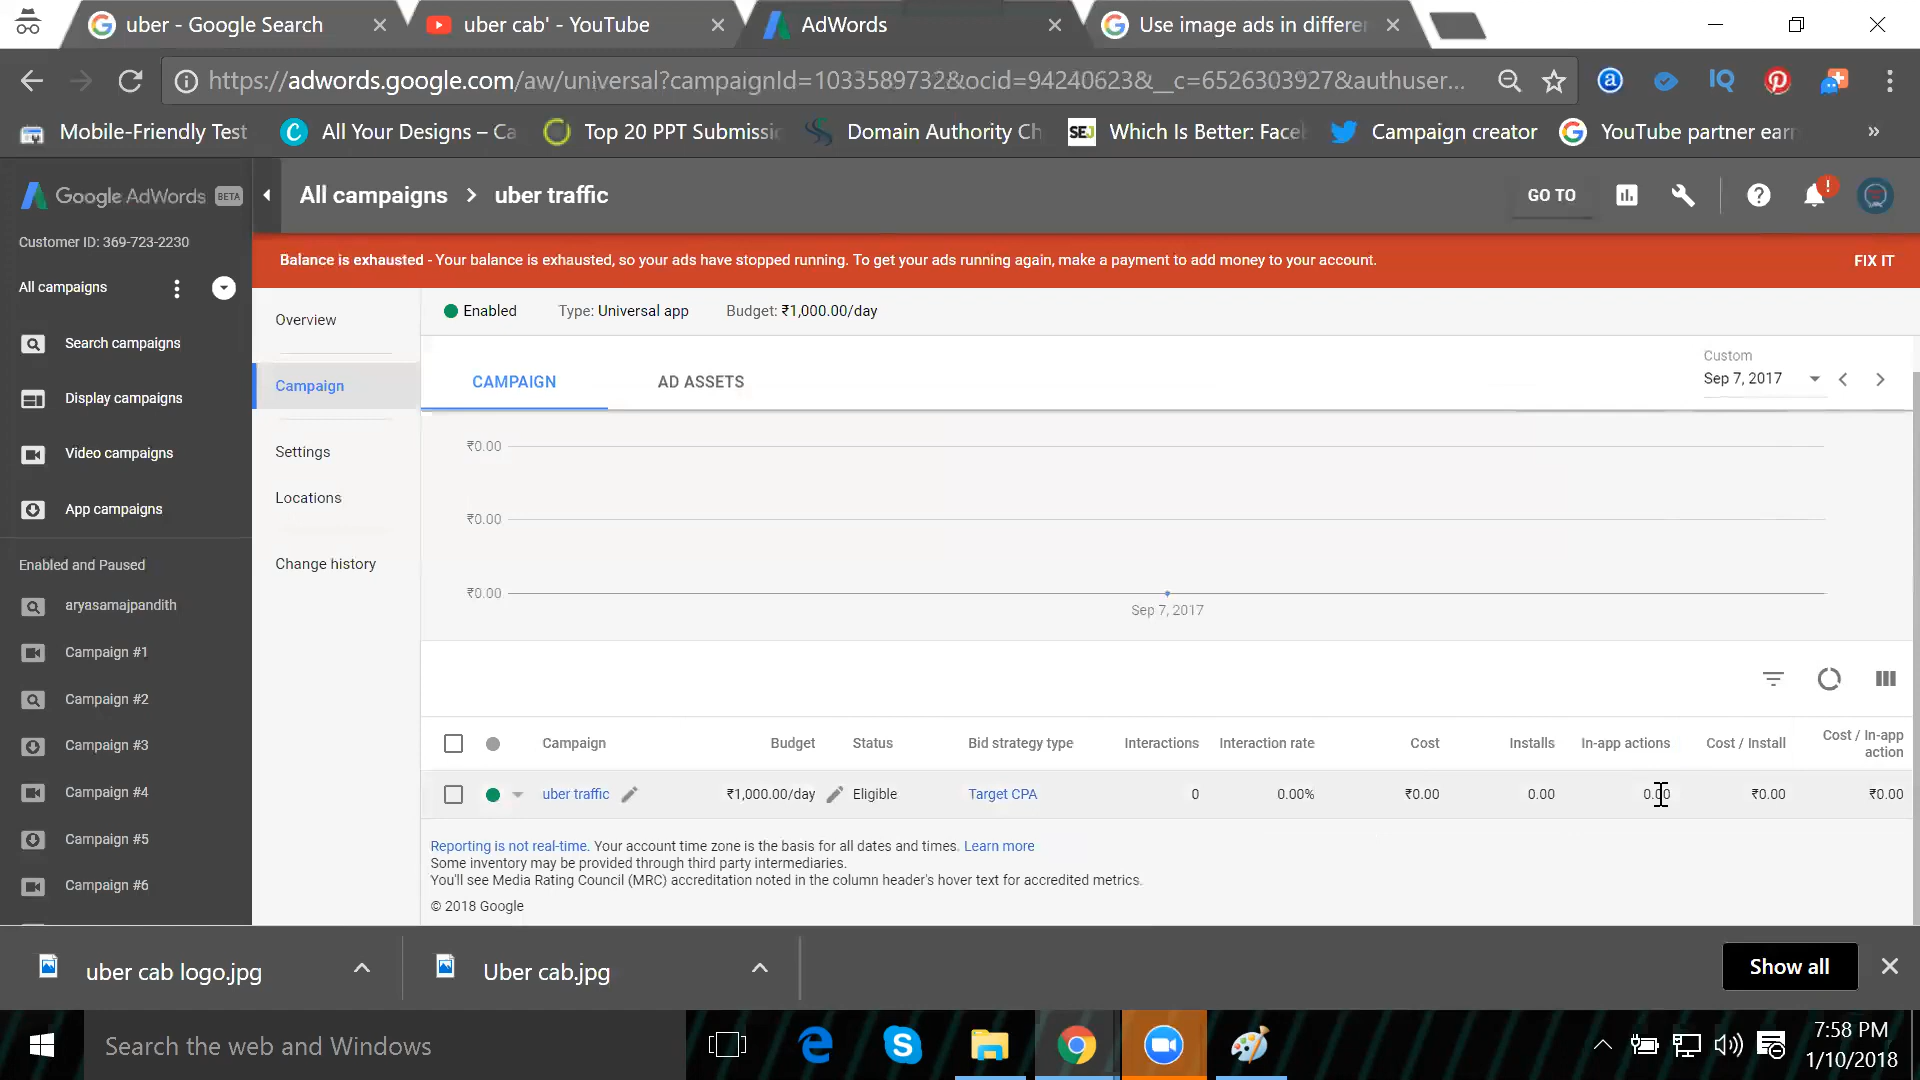 uber - Google Search
uber cab' - YouTube
AdWords
Use image ads in differe
https://adwords.google.com/aw/universal?campaignId=1033589732&ocid=94240623&__c=6526303927&authuser...
Mobile-Friendly Test
All Your Designs – Ca
Top 20 PPT Submissi
Domain Authority Ch
SEJ
Which Is Better: Face
Campaign creator
YouTube partner earn
»
Google AdWords BETA
All campaigns > uber traffic
GO TO
Customer ID: 369-723-2230
Balance is exhausted - Your balance is exhausted, so your ads have stopped running. To get your ads running again, make a payment to add money to your account.
FIX IT
All campaigns
Search campaigns
Display campaigns
Video campaigns
App campaigns
Enabled and Paused
aryasamajpandith
Campaign #1
Campaign #2
Campaign #3
Campaign #4
Campaign #5
Campaign #6
Overview
Campaign
Settings
Locations
Change history
Enabled Type: Universal app Budget: ₹1,000.00/day
CAMPAIGN
AD ASSETS
Custom
Sep 7, 2017
₹0.00
₹0.00
₹0.00
Sep 7, 2017
Campaign Budget Status Bid strategy type Interactions Interaction rate Cost Installs In-app actions Cost / Install Cost / In-app action
uber traffic ₹1,000.00/day Eligible Target CPA 0 0.00% ₹0.00 0.00 0.00 ₹0.00 ₹0.00
Reporting is not real-time. Your account time zone is the basis for all dates and times. Learn more
Some inventory may be provided through third party intermediaries.
You'll see Media Rating Council (MRC) accreditation noted in the column header's hover text for accredited metrics.
© 2018 Google
uber cab logo.jpg
Uber cab.jpg
Show all
Search the web and Windows
7:58 PM
1/10/2018